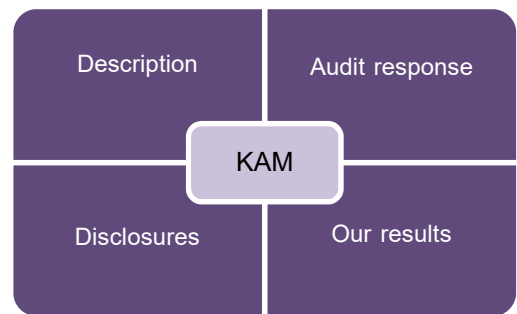 Description
Audit response
KAM
Disclosures
Our results